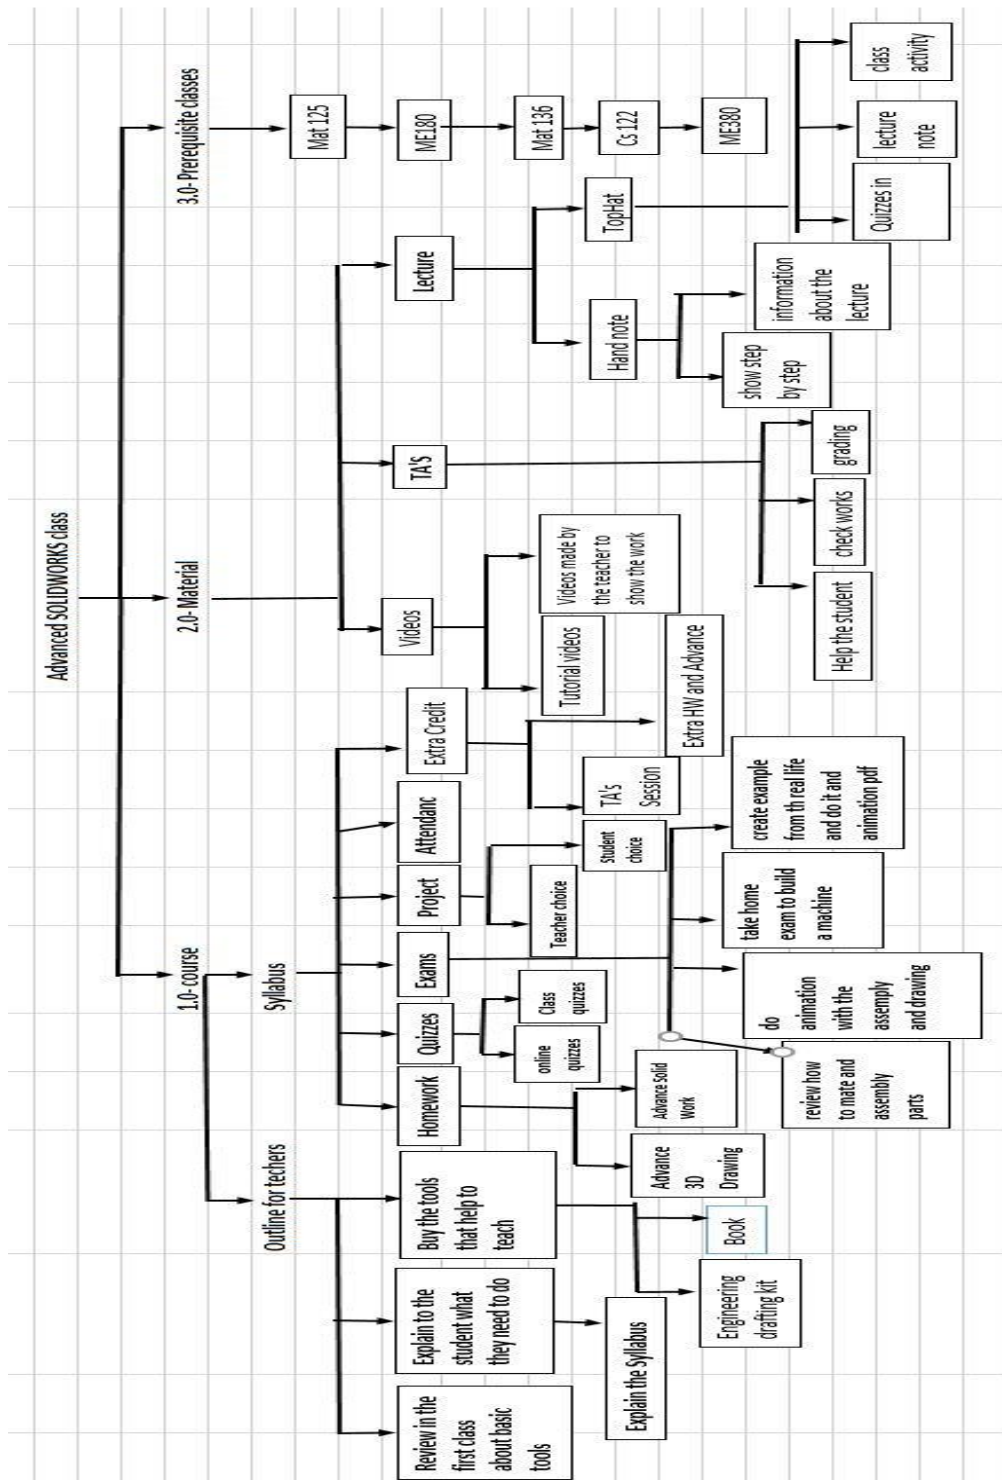 Advanced SOLIDWORKS class
1.0- course
2.0- Material
3.0- Prerequisite classes
Outline for techers
Syllabus
Review in the
first class
about basic
tools
Explain to the
student what
they need to do
Buy the tools
that help to
teach
Homework
Quizzes
Exams
Project
Attendanc
Extra Credit
Videos
TA'S
Lecture
Mat 125
ME180
Mat 136
Cs 122
ME380
Explain the Syllabus
Engineering
drafting kit
Book
Advance
3D
Drawing
Advance Solid
Work
online
quizzes
Class
quizzes
Teacher choice
Student
choice
TA's
Session
Extra HW and Advance
Tutorial videos
Videos made by
the teacher to
show the work
Hand note
TopHat
review how
to mate and
assembly
parts
do
animation
with the
assemply
and drawing
take home
exam to build
a machine
create example
from th real life
and do it and
animation pdf
Help the student
check works
grading
show step
by step
information
about the
lecture
Quizzes in
lecture
note
class
activity